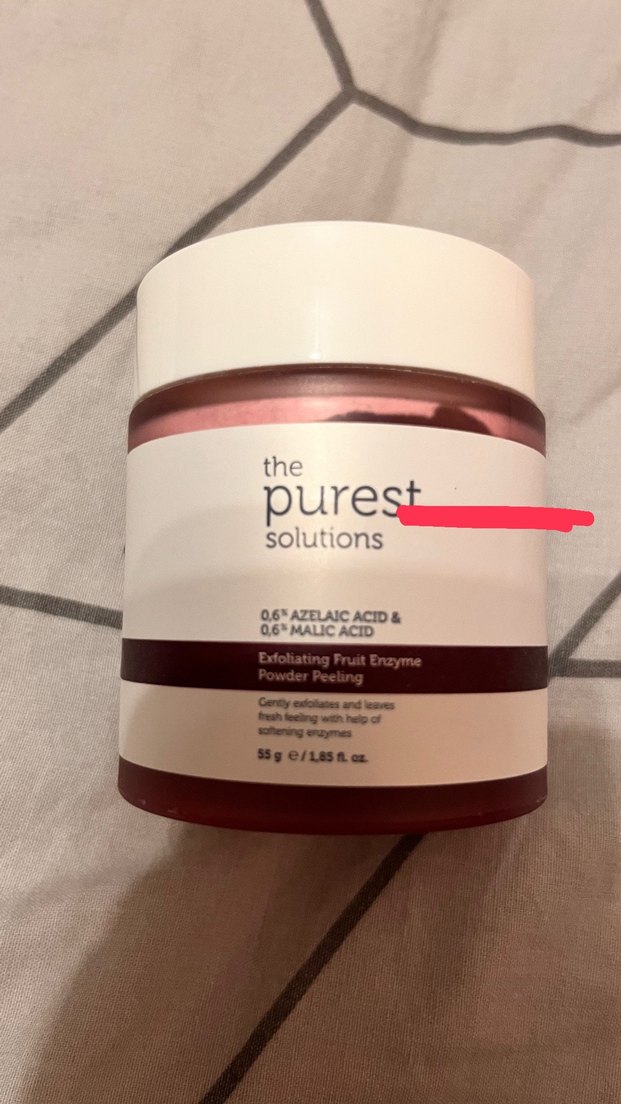 the
purest
solutions
0,6% AZELAIC ACID &
0,6% MALIC ACID
Exfoliating Fruit Enzyme
Powder Peeling
Gently exfoliates and leaves
fresh feeling with help of
softening enzymes
55 g e / 1,85 fl. oz.